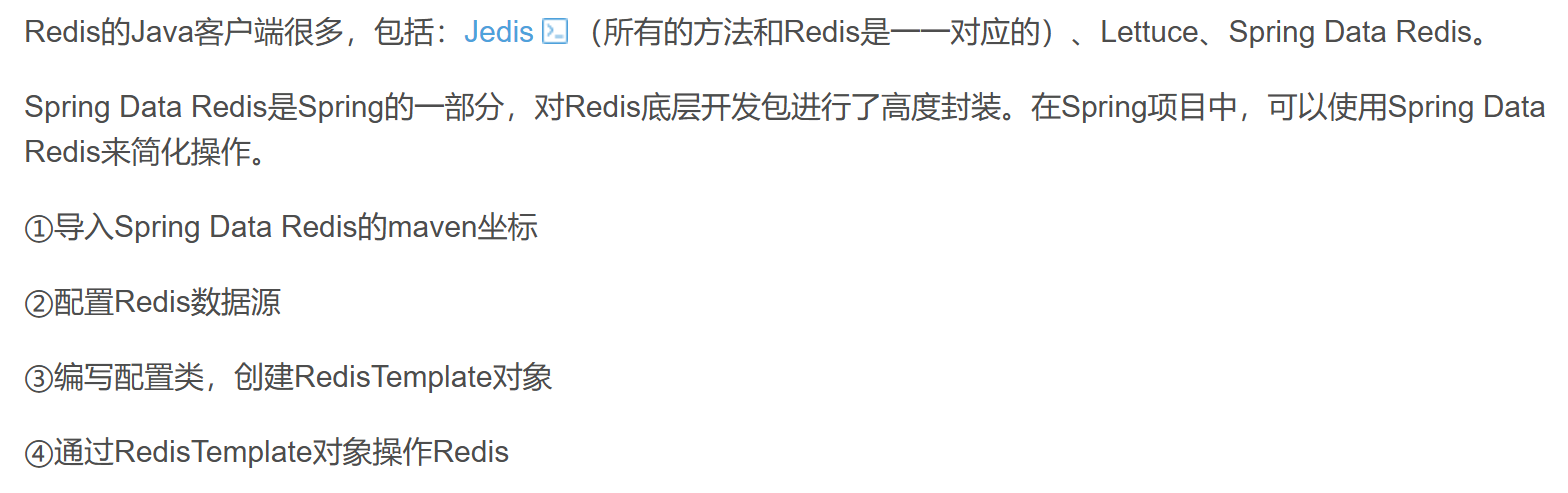 Redis的Java客户端很多，包括：Jedis（所有的方法和Redis是一一对应的）、Lettuce、Spring Data Redis。
Spring Data Redis是Spring的一部分，对Redis底层开发包进行了高度封装。在Spring项目中，可以使用Spring Data
Redis来简化操作。
①导入Spring Data Redis的maven坐标
②配置Redis数据源
③编写配置类，创建RedisTemplate对象
④通过RedisTemplate对象操作Redis